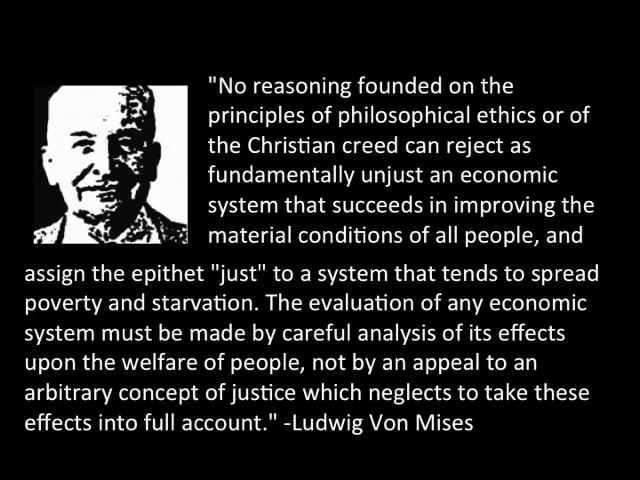 "No reasoning founded on the
principles of philosophical ethics or of
the Christian creed can reject as
fundamentally unjust an economic
system that succeeds in improving the
material conditions of all people, and
assign the epithet "just" to a system that tends to spread
poverty and starvation. The evaluation of any economic
system must be made by careful analysis of its effects
upon the welfare of people, not by an appeal to an
arbitrary concept of justice which neglects to take these
effects into full account." -Ludwig Von Mises